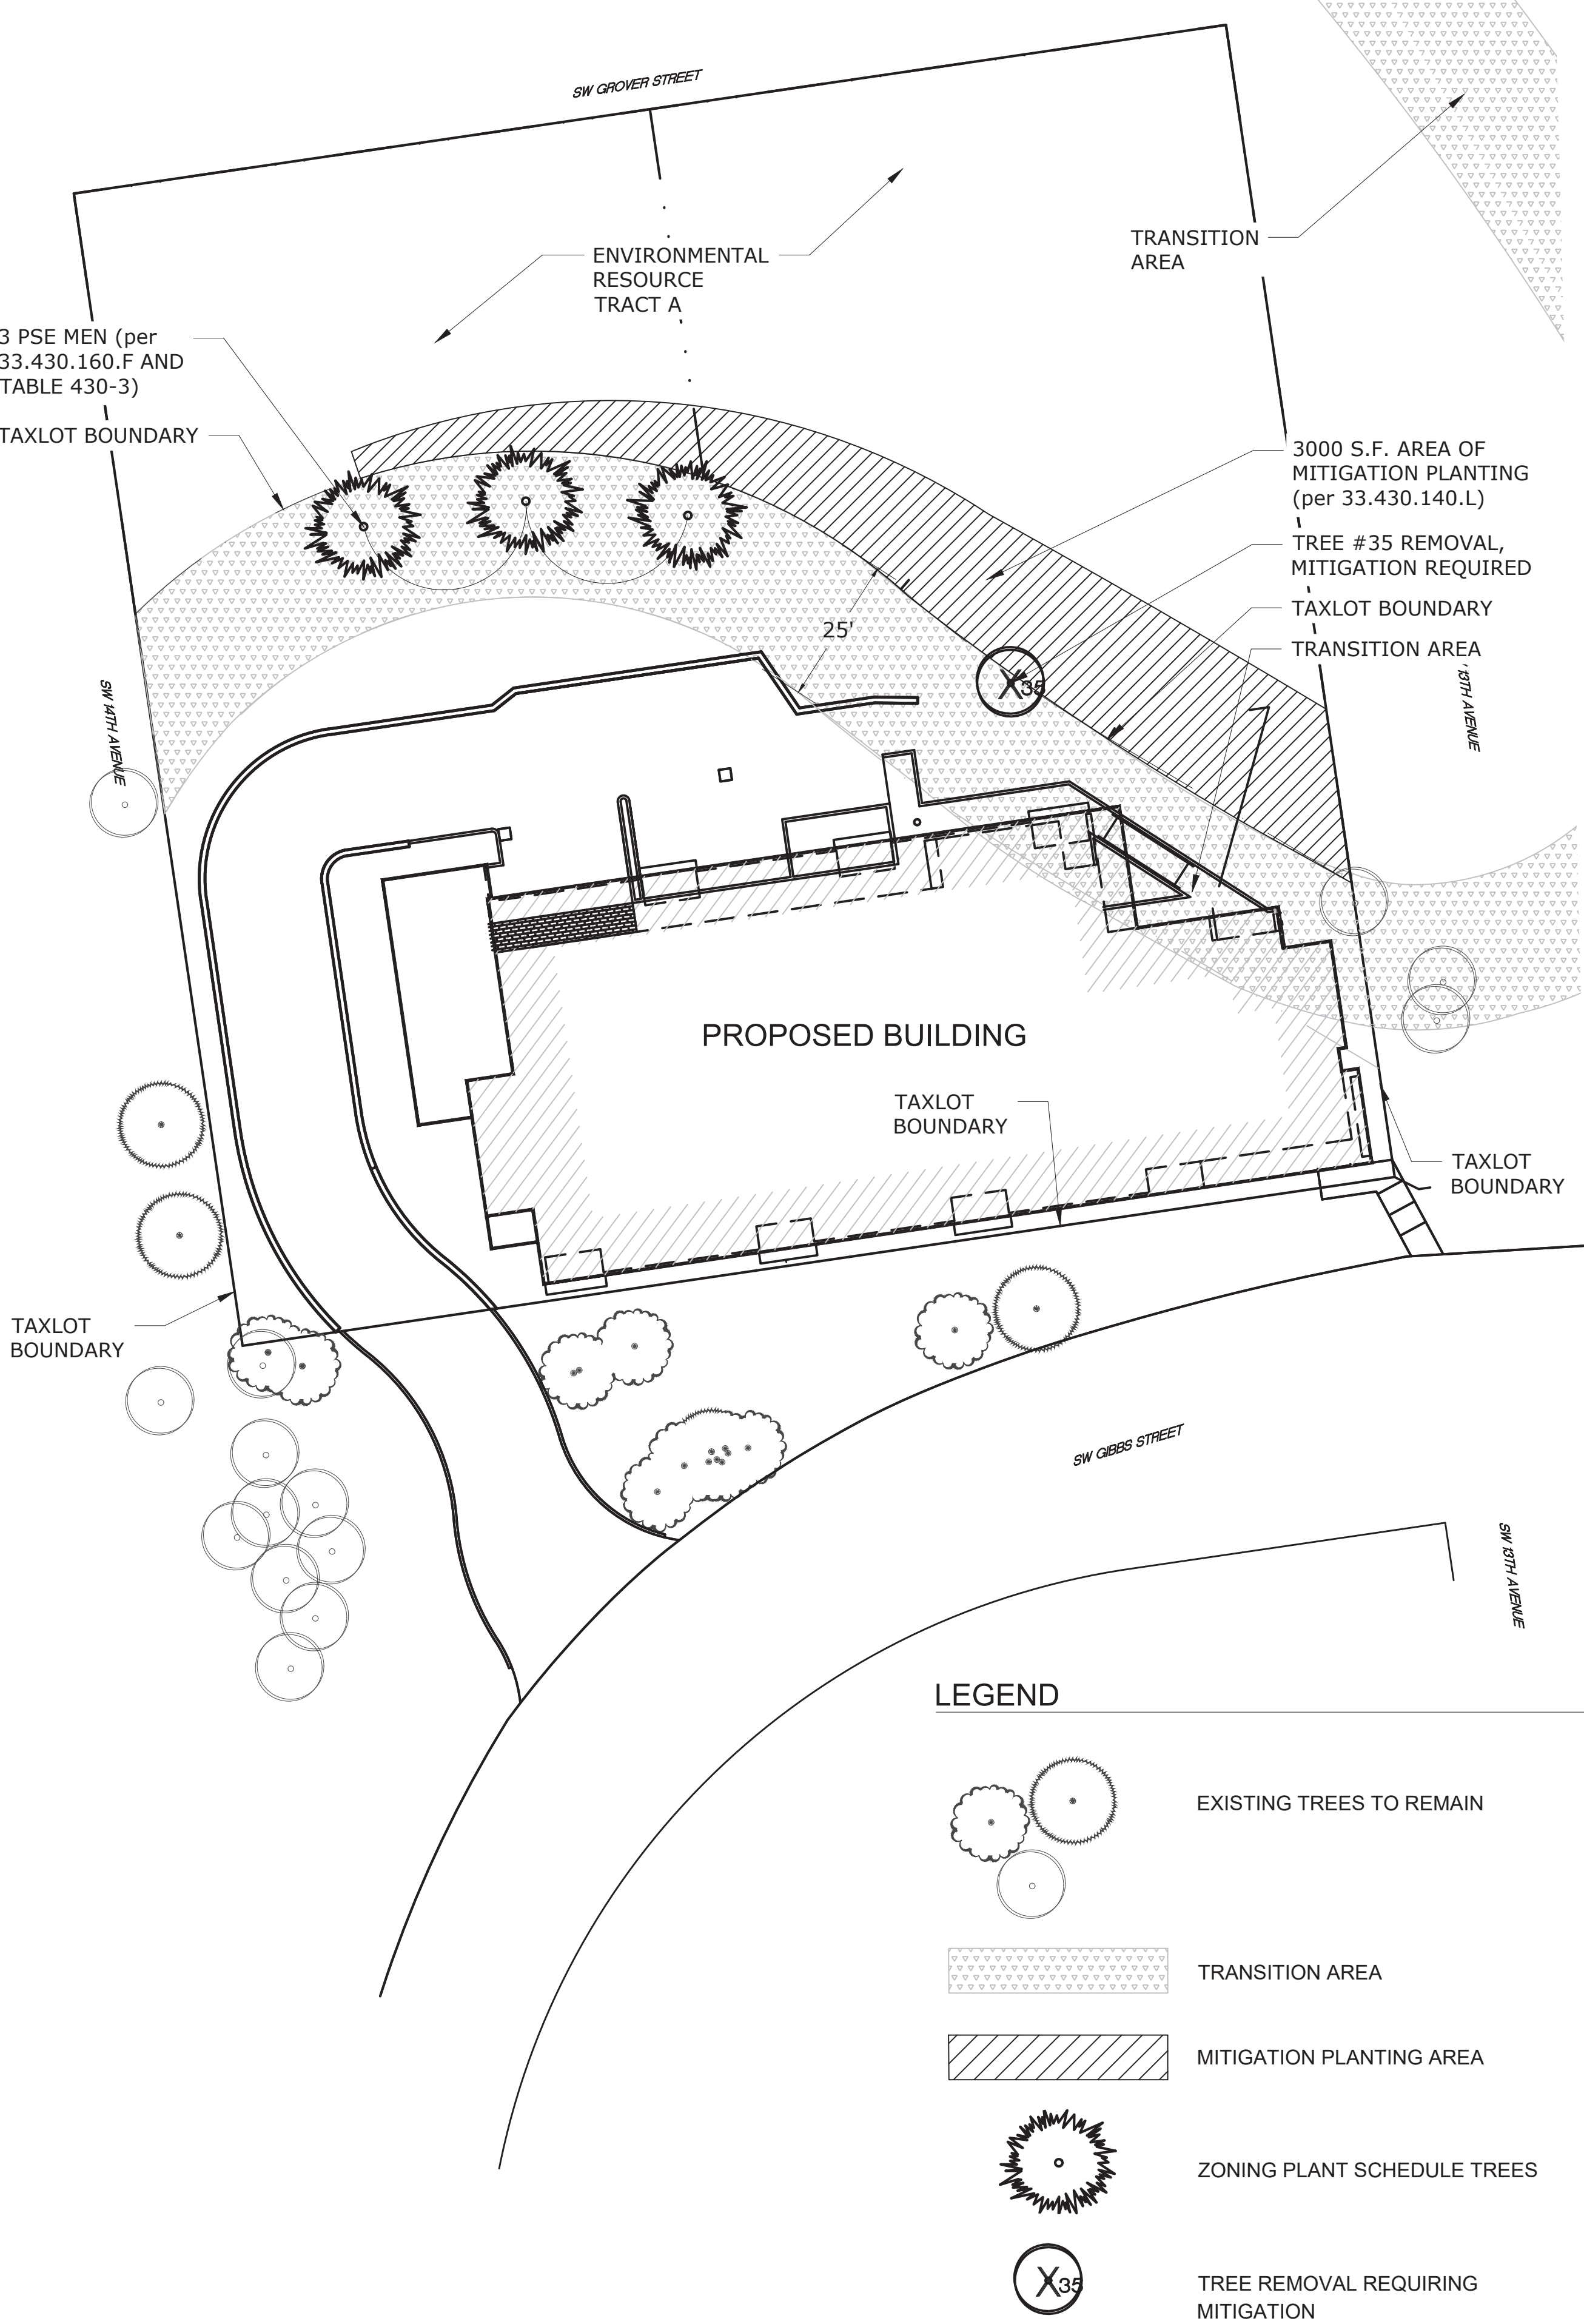 SW GROVER STREET
ENVIRONMENTAL
RESOURCE
TRACT A
TRANSITION
AREA
3 PSE MEN (per
33.430.160.F AND
TABLE 430-3)
TAXLOT BOUNDARY
3000 S.F. AREA OF
MITIGATION PLANTING
(per 33.430.140.L)
TREE #35 REMOVAL,
MITIGATION REQUIRED
TAXLOT BOUNDARY
TRANSITION AREA
25'
X35
SW 14TH AVENUE
13TH AVENUE
PROPOSED BUILDING
TAXLOT
BOUNDARY
TAXLOT
BOUNDARY
TAXLOT
BOUNDARY
SW GIBBS STREET
SW 13TH AVENUE
LEGEND
EXISTING TREES TO REMAIN
TRANSITION AREA
MITIGATION PLANTING AREA
ZONING PLANT SCHEDULE TREES
X35
TREE REMOVAL REQUIRING
MITIGATION